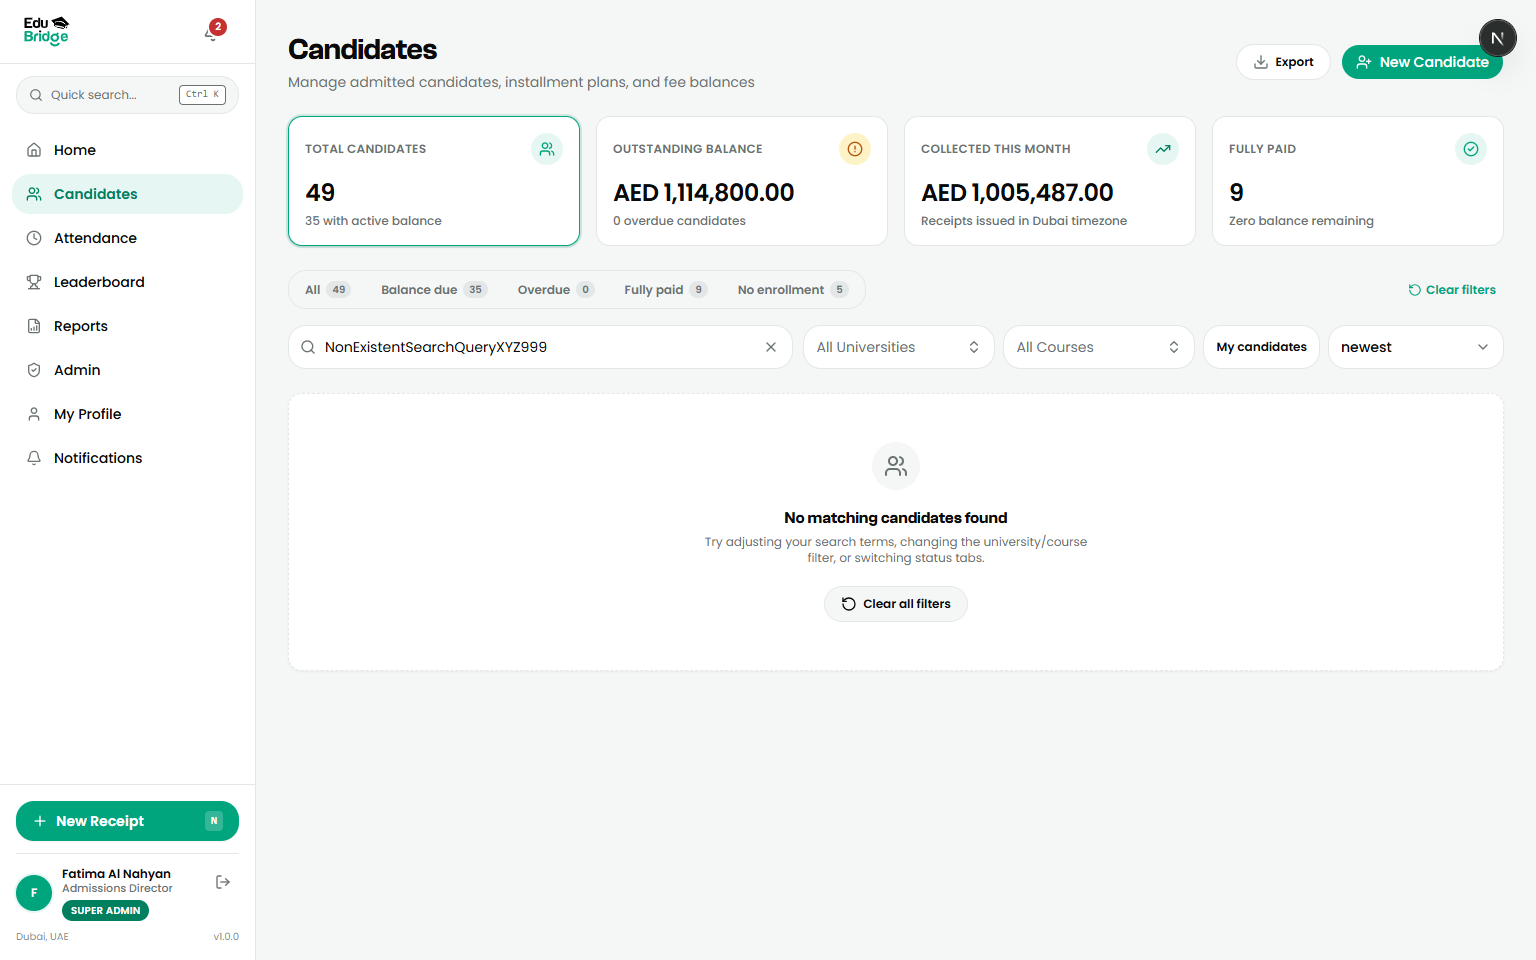 Edu
Bridge
2
Quick search...
Ctrl K
Home
Candidates
Attendance
Leaderboard
Reports
Admin
My Profile
Notifications
New Receipt
N
F
Fatima Al Nahyan
Admissions Director
SUPER ADMIN
Dubai, UAE
v1.0.0
Candidates
Manage admitted candidates, installment plans, and fee balances
Export
New Candidate
N
TOTAL CANDIDATES
49
35 with active balance
OUTSTANDING BALANCE
AED 1,114,800.00
0 overdue candidates
COLLECTED THIS MONTH
AED 1,005,487.00
Receipts issued in Dubai timezone
FULLY PAID
9
Zero balance remaining
All 49
Balance due 35
Overdue 0
Fully paid 9
No enrollment 5
Clear filters
NonExistentSearchQueryXYZ999
All Universities
All Courses
My candidates
newest
No matching candidates found
Try adjusting your search terms, changing the university/course
filter, or switching status tabs.
Clear all filters